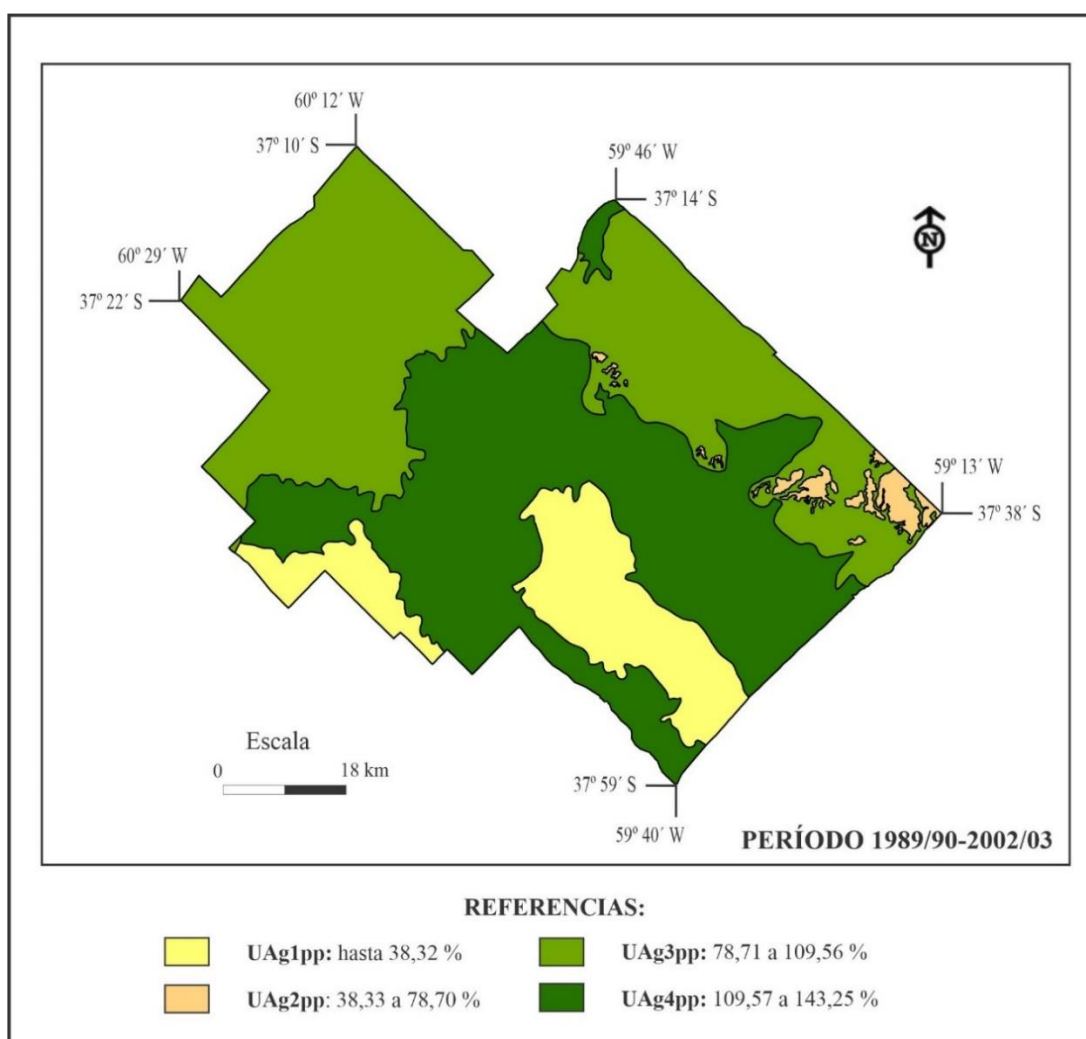 60º 12´ W
37º 10´ S
59º 46´ W
37º 14´ S
N
60º 29´ W
37º 22´ S
59º 13´ W
37º 38´ S
Escala
0 18 km
37º 59´ S
59º 40´ W
PERÍODO 1989/90-2002/03
REFERENCIAS:
UAg1pp: hasta 38,32 %
UAg3pp: 78,71 a 109,56 %
UAg2pp: 38,33 a 78,70 %
UAg4pp: 109,57 a 143,25 %